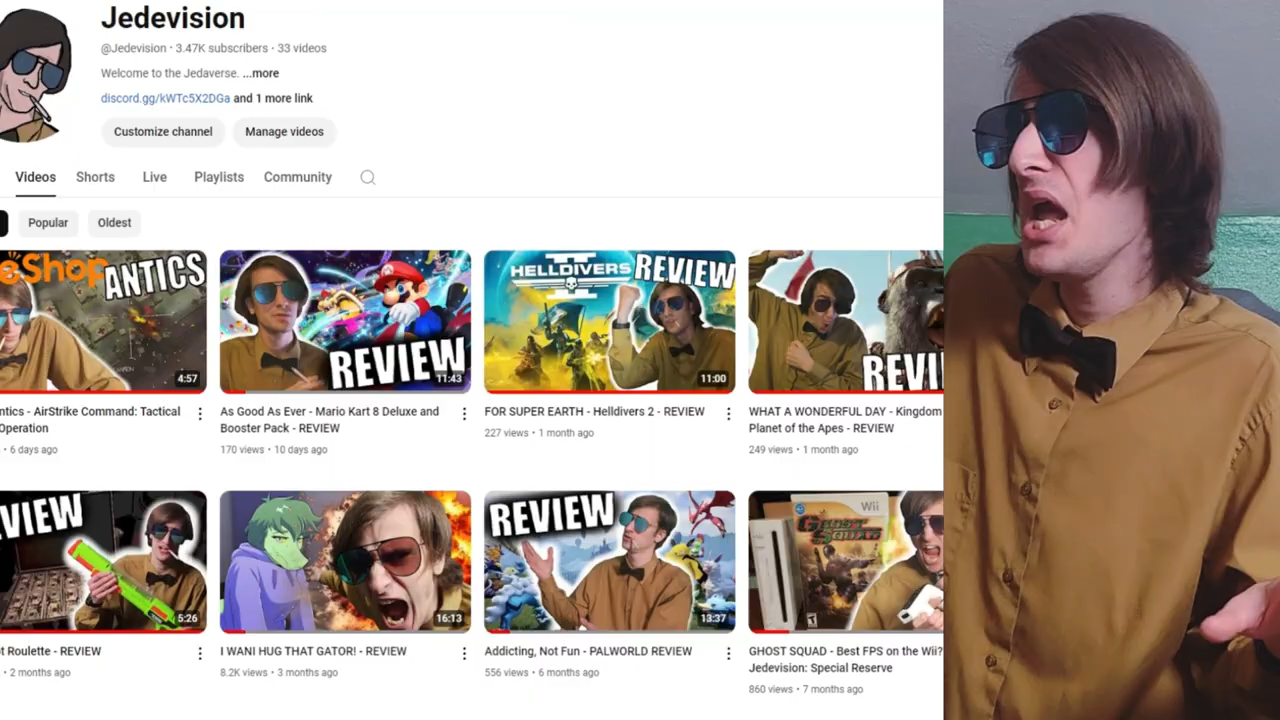 Jedevision
@Jedevision · 3.47K subscribers · 33 videos
Welcome to the Jedaverse. ...more
discord.gg/kWTc5X2DGa and 1 more link
Customize channel
Manage videos
Videos
Shorts
Live
Playlists
Community
Popular
Oldest
eShop ANTICS
4:57
REVIEW
11:43
HELLDIVERS II REVIEW
11:00
REVI
ntics - AirStrike Command: Tactical
Operation
6 days ago
As Good As Ever - Mario Kart 8 Deluxe and
Booster Pack - REVIEW
170 views · 10 days ago
FOR SUPER EARTH - Helldivers 2 - REVIEW
227 views · 1 month ago
WHAT A WONDERFUL DAY - Kingdom
Planet of the Apes - REVIEW
249 views · 1 month ago
VIEW
5:26
16:13
REVIEW
13:37
Wii
GHOST
SQUAD
t Roulette - REVIEW
• 2 months ago
I WANI HUG THAT GATOR! - REVIEW
8.2K views · 3 months ago
Addicting, Not Fun - PALWORLD REVIEW
556 views · 6 months ago
GHOST SQUAD - Best FPS on the Wii?
Jedevision: Special Reserve
860 views · 7 months ago